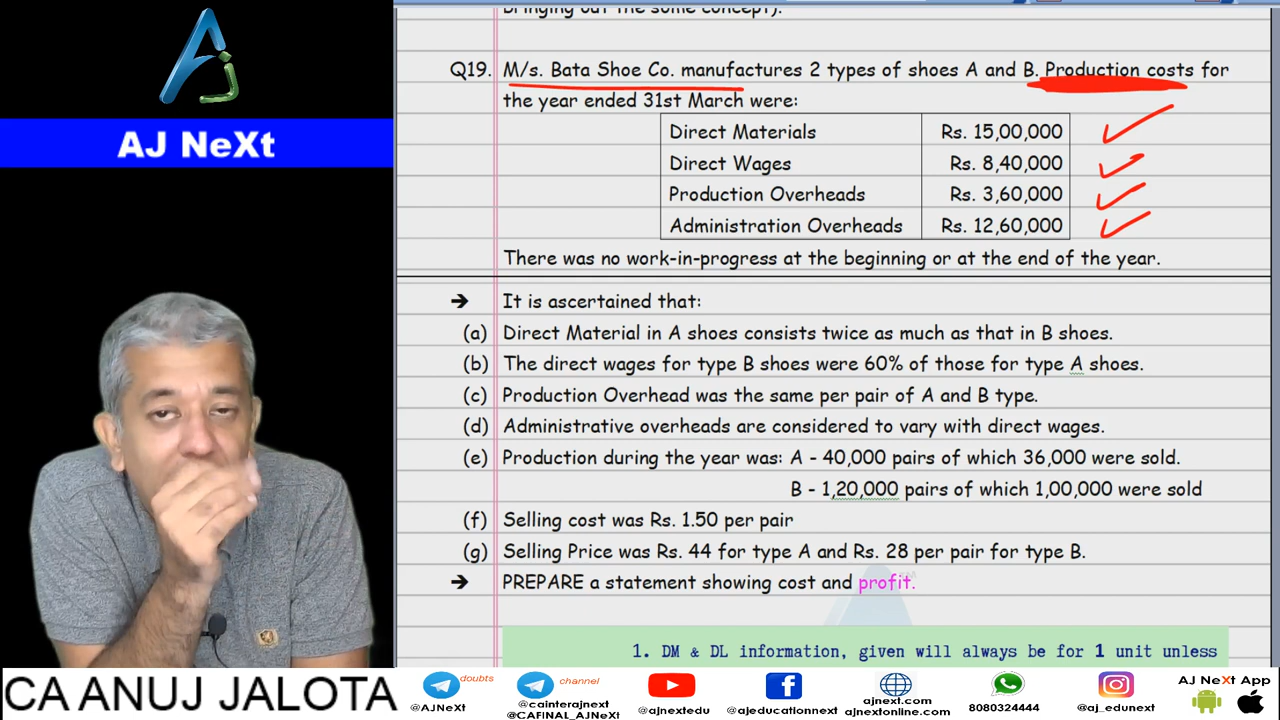 bringing out the some concept).
Q19. M/s. Bata Shoe Co. manufactures 2 types of shoes A and B. Production costs for
the year ended 31st March were:
Direct Materials Rs. 15,00,000
Direct Wages Rs. 8,40,000
Production Overheads Rs. 3,60,000
Administration Overheads Rs. 12,60,000
There was no work-in-progress at the beginning or at the end of the year.
➔ It is ascertained that:
(a) Direct Material in A shoes consists twice as much as that in B shoes.
(b) The direct wages for type B shoes were 60% of those for type A shoes.
(c) Production Overhead was the same per pair of A and B type.
(d) Administrative overheads are considered to vary with direct wages.
(e) Production during the year was: A - 40,000 pairs of which 36,000 were sold.
B - 1,20,000 pairs of which 1,00,000 were sold
(f) Selling cost was Rs. 1.50 per pair
(g) Selling Price was Rs. 44 for type A and Rs. 28 per pair for type B.
➔ PREPARE a statement showing cost and profit.
1. DM & DL information, given will always be for 1 unit unless
AJ NeXt
CA ANUJ JALOTA
doubts
@AJNeXt
channel
@cainterajnext
@CAFINAL_AJNeXt
@ajnextedu
@ajeducationnext
ajnext.com
ajnextonline.com
8080324444
@aj_edunext
AJ NeXt App